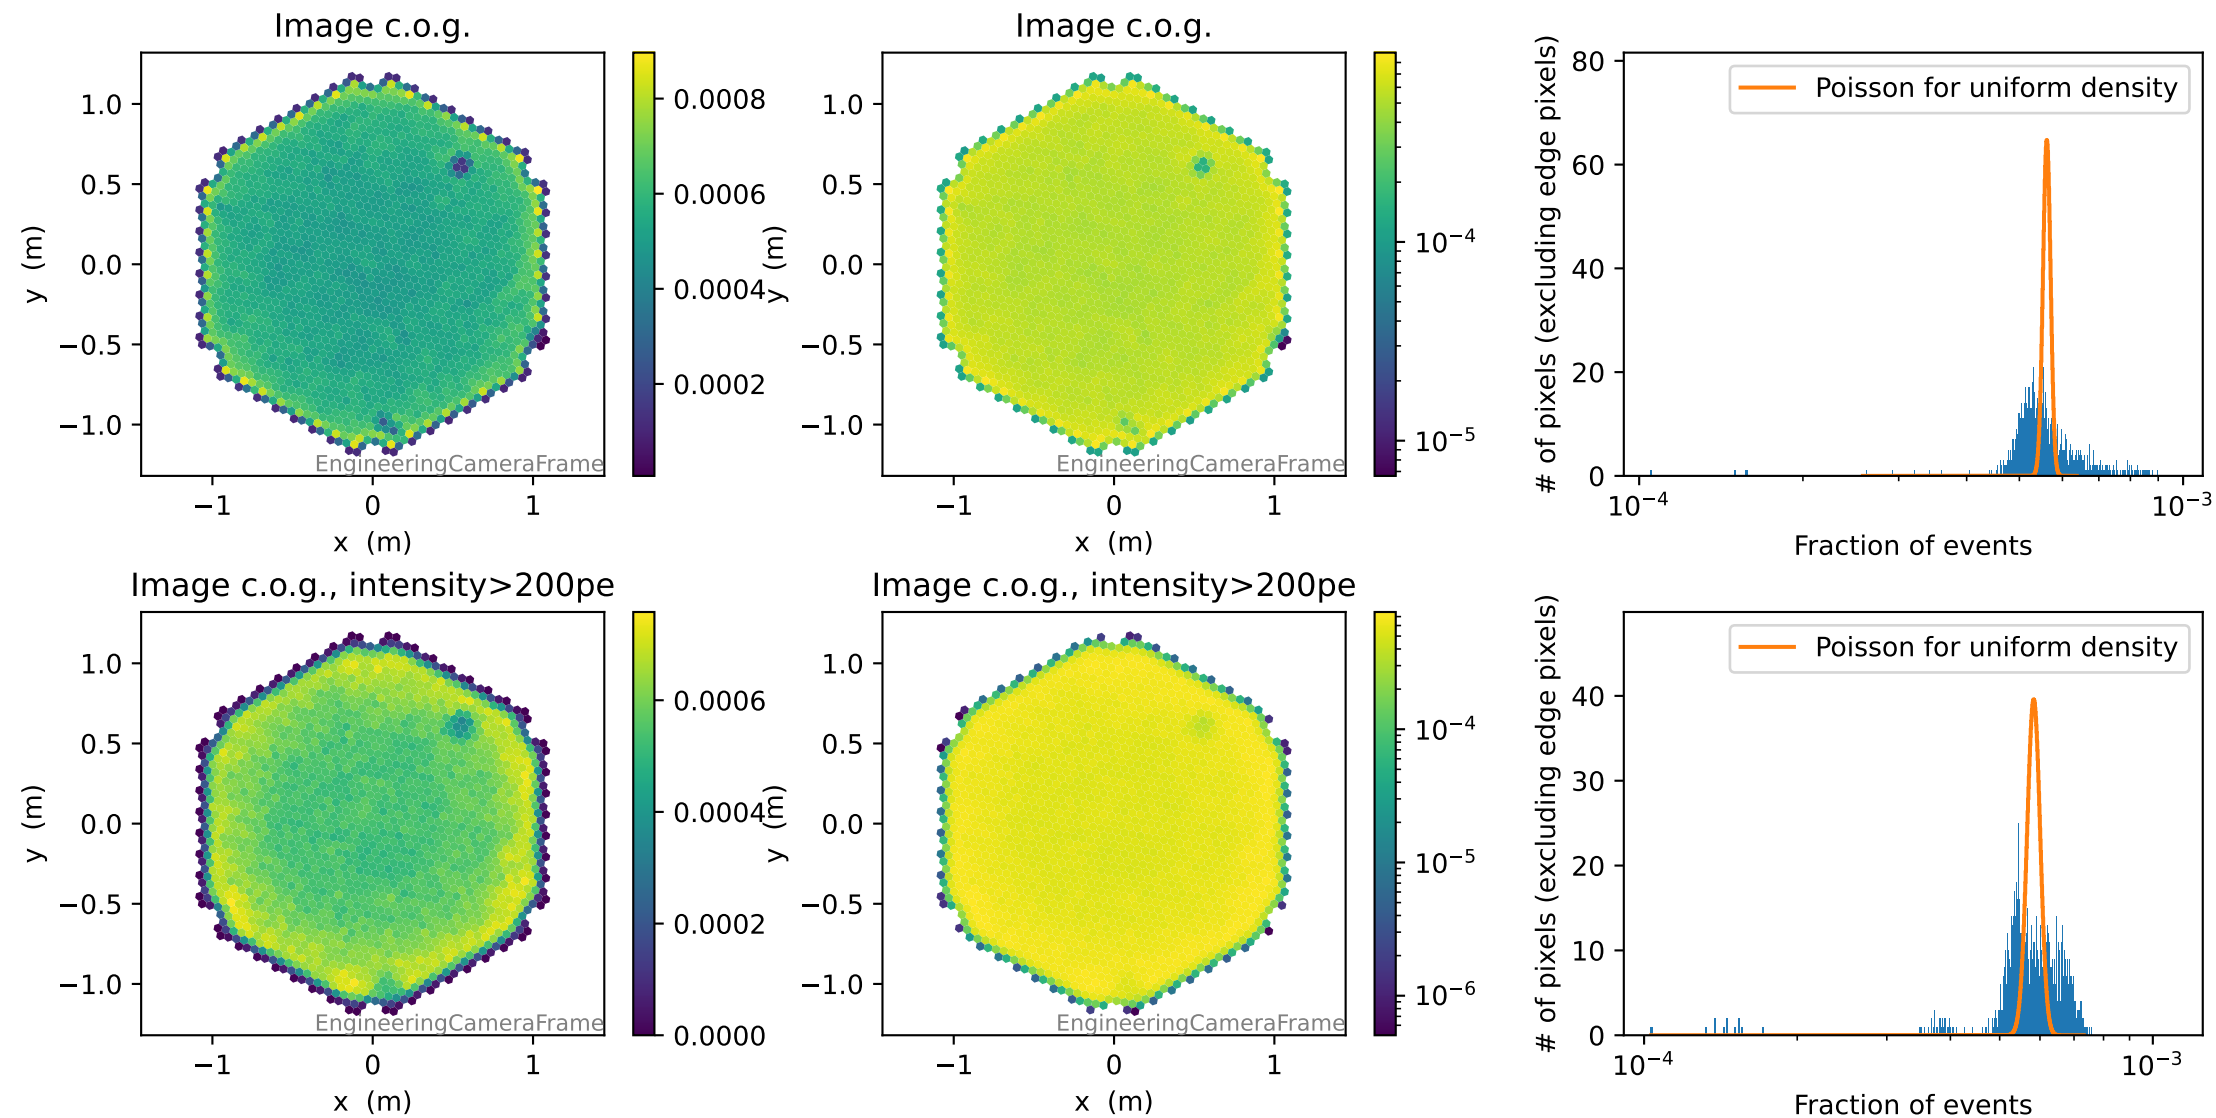 Image c.o.g.
y (m)
1.0
0.5
0.0
−0.5
−1.0
−1 0 1
x (m)
EngineeringCameraFrame
0.0008
0.0006
0.0004
0.0002
Image c.o.g.
y (m)
1.0
0.5
0.0
−0.5
−1.0
−1 0 1
x (m)
EngineeringCameraFrame
10⁻⁴
10⁻⁵
# of pixels (excluding edge pixels)
80
60
40
20
0
Poisson for uniform density
10⁻⁴ 10⁻³
Fraction of events
Image c.o.g., intensity>200pe
y (m)
1.0
0.5
0.0
−0.5
−1.0
−1 0 1
x (m)
EngineeringCameraFrame
0.0006
0.0004
0.0002
0.0000
Image c.o.g., intensity>200pe
y (m)
1.0
0.5
0.0
−0.5
−1.0
−1 0 1
x (m)
EngineeringCameraFrame
10⁻⁴
10⁻⁵
10⁻⁶
# of pixels (excluding edge pixels)
40
30
20
10
0
Poisson for uniform density
10⁻⁴ 10⁻³
Fraction of events